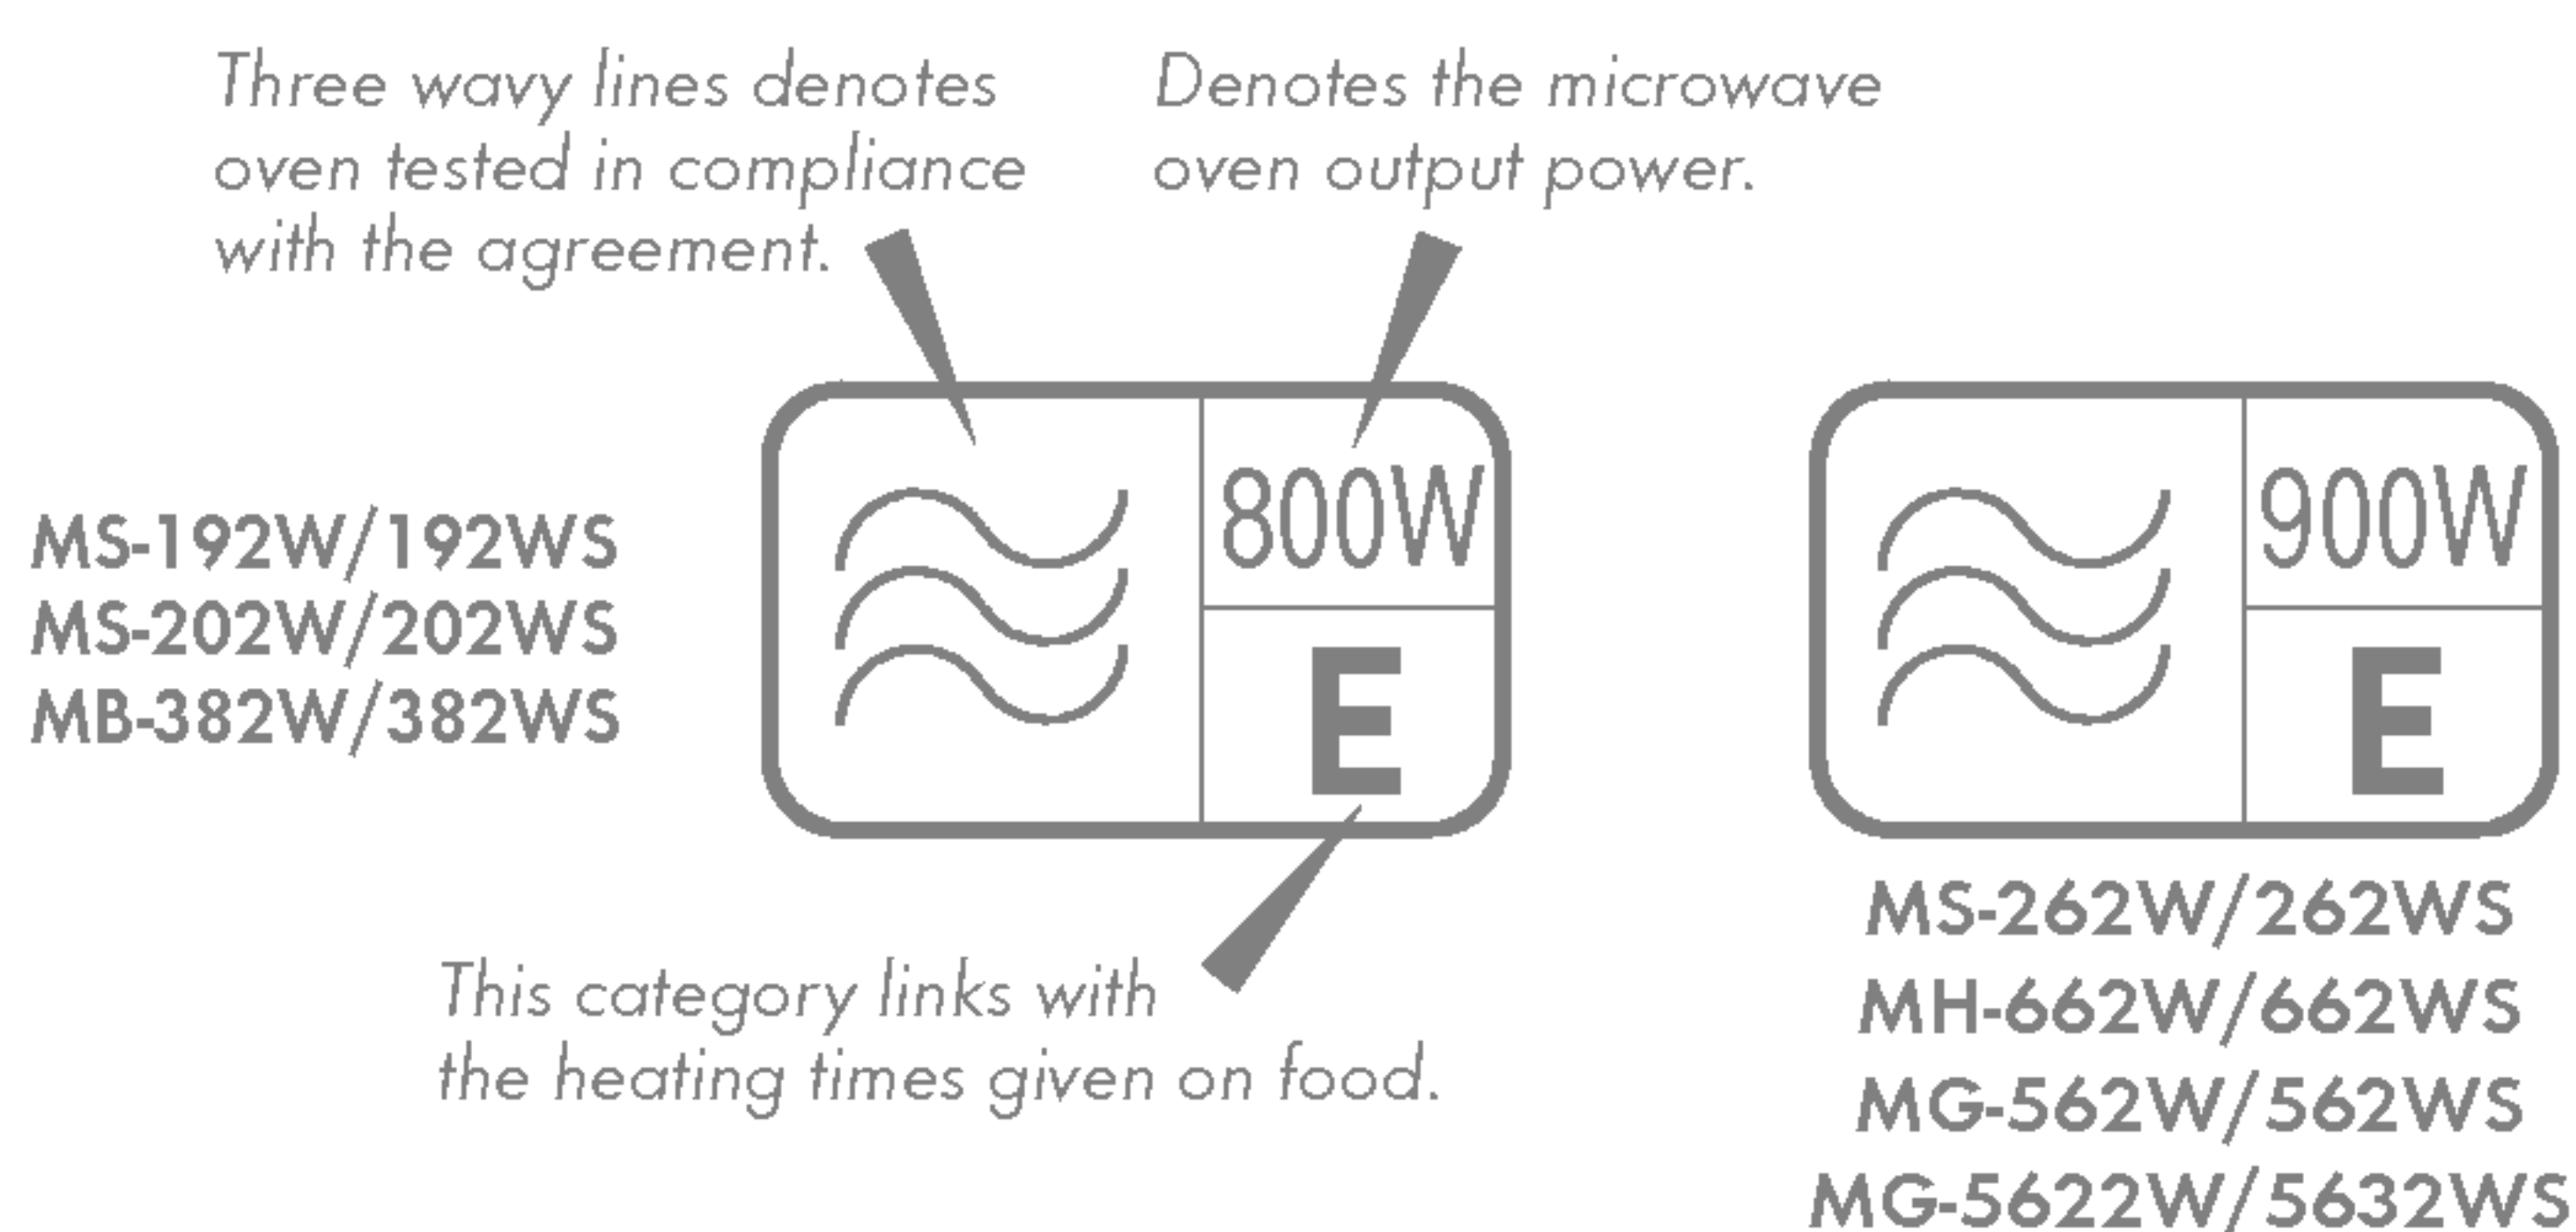 Three wavy lines denotes
oven tested in compliance
with the agreement.
Denotes the microwave
oven output power.
MS-192W/192WS
MS-202W/202WS
MB-382W/382WS
800W
E
900W
E
This category links with
the heating times given on food.
MS-262W/262WS
MH-662W/662WS
MG-562W/562WS
MG-5622W/5632WS